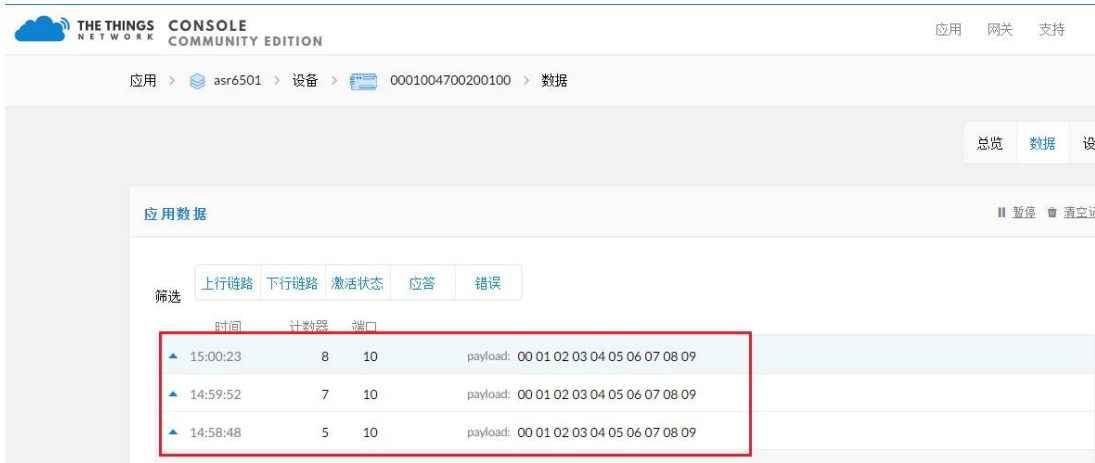 THE THINGS NETWORK CONSOLE COMMUNITY EDITION
应用 网关 支持
应用 > asr6501 > 设备 > 0001004700200100 > 数据
总览 数据 设
应用数据
暂停 清空
筛选 上行链路 下行链路 激活状态 应答 错误
时间 计数器 端口
15:00:23 8 10 payload: 00 01 02 03 04 05 06 07 08 09
14:59:52 7 10 payload: 00 01 02 03 04 05 06 07 08 09
14:58:48 5 10 payload: 00 01 02 03 04 05 06 07 08 09